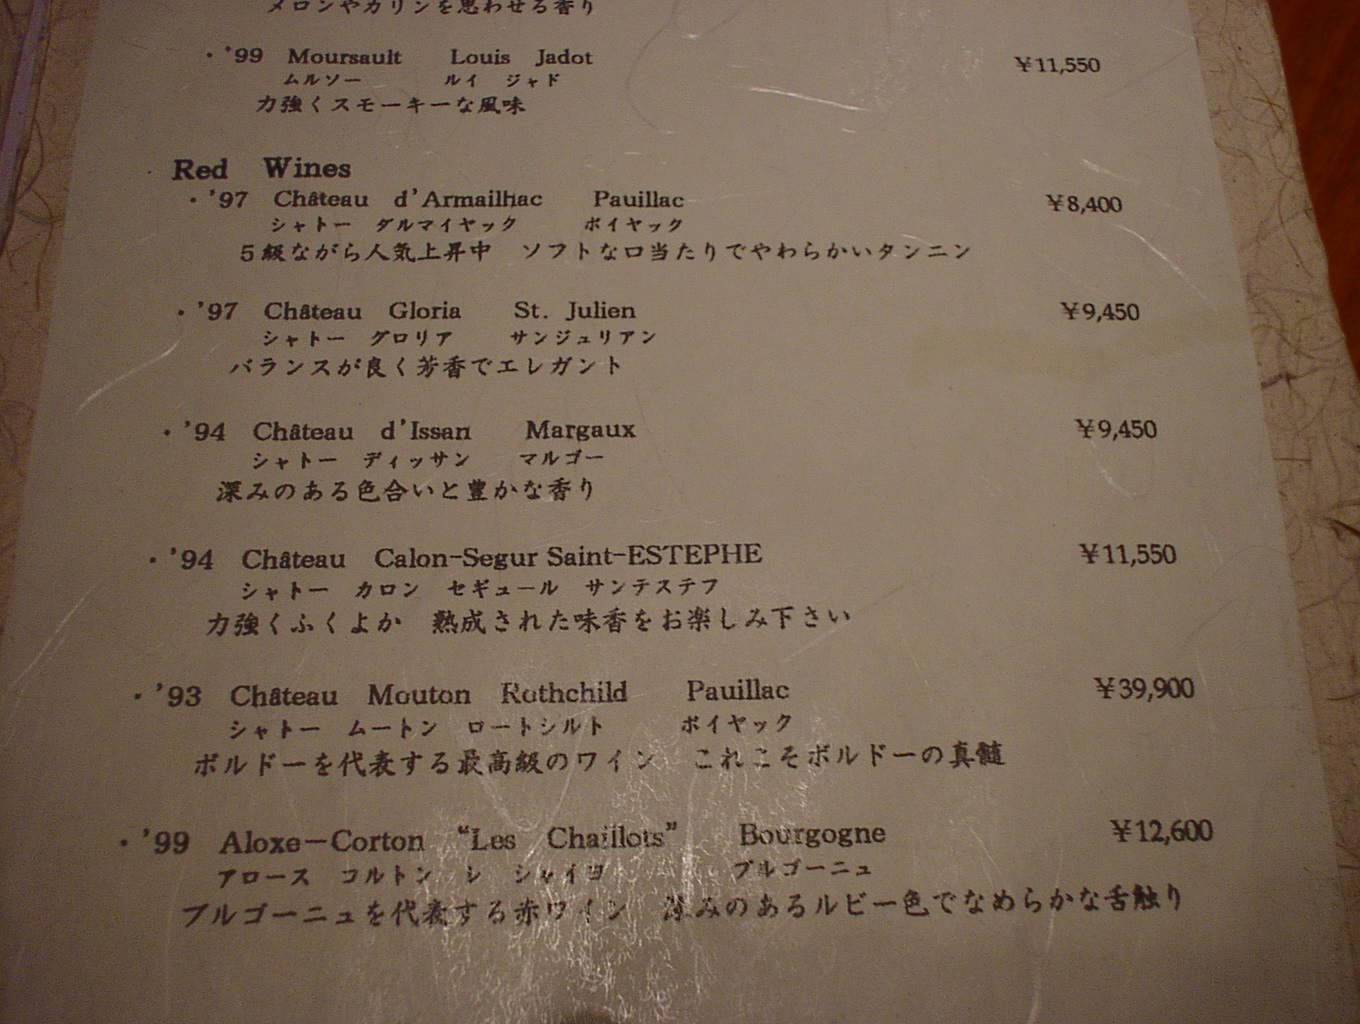 メロンやカリンを思わせる香り
・'99 Moursault Louis Jadot ¥11,550
ムルソー ルイ ジャド
力強くスモーキーな風味
Red Wines
・'97 Château d'Armailhac Pauillac ¥8,400
シャトー ダルマイヤック ポイヤック
5級ながら人気上昇中 ソフトな口当たりでやわらかいタンニン
・'97 Château Gloria St. Julien ¥9,450
シャトー グロリア サンジュリアン
バランスが良く芳香でエレガント
・'94 Château d'Issan Margaux ¥9,450
シャトー ディッサン マルゴー
深みのある色合いと豊かな香り
・'94 Château Calon-Segur Saint-ESTEPHE ¥11,550
シャトー カロン セギュール サンテステフ
力強くふくよか 熟成された味香をお楽しみ下さい
・'93 Château Mouton Rothchild Pauillac ¥39,900
シャトー ムートン ロートシルト ポイヤック
ボルドーを代表する最高級のワイン これこそボルドーの真髄
・'99 Aloxe-Corton "Les Chaillots" Bourgogne ¥12,600
アロース コルトン レ シャイヨ ブルゴーニュ
ブルゴーニュを代表する赤ワイン 深みのあるルビー色でなめらかな舌触り